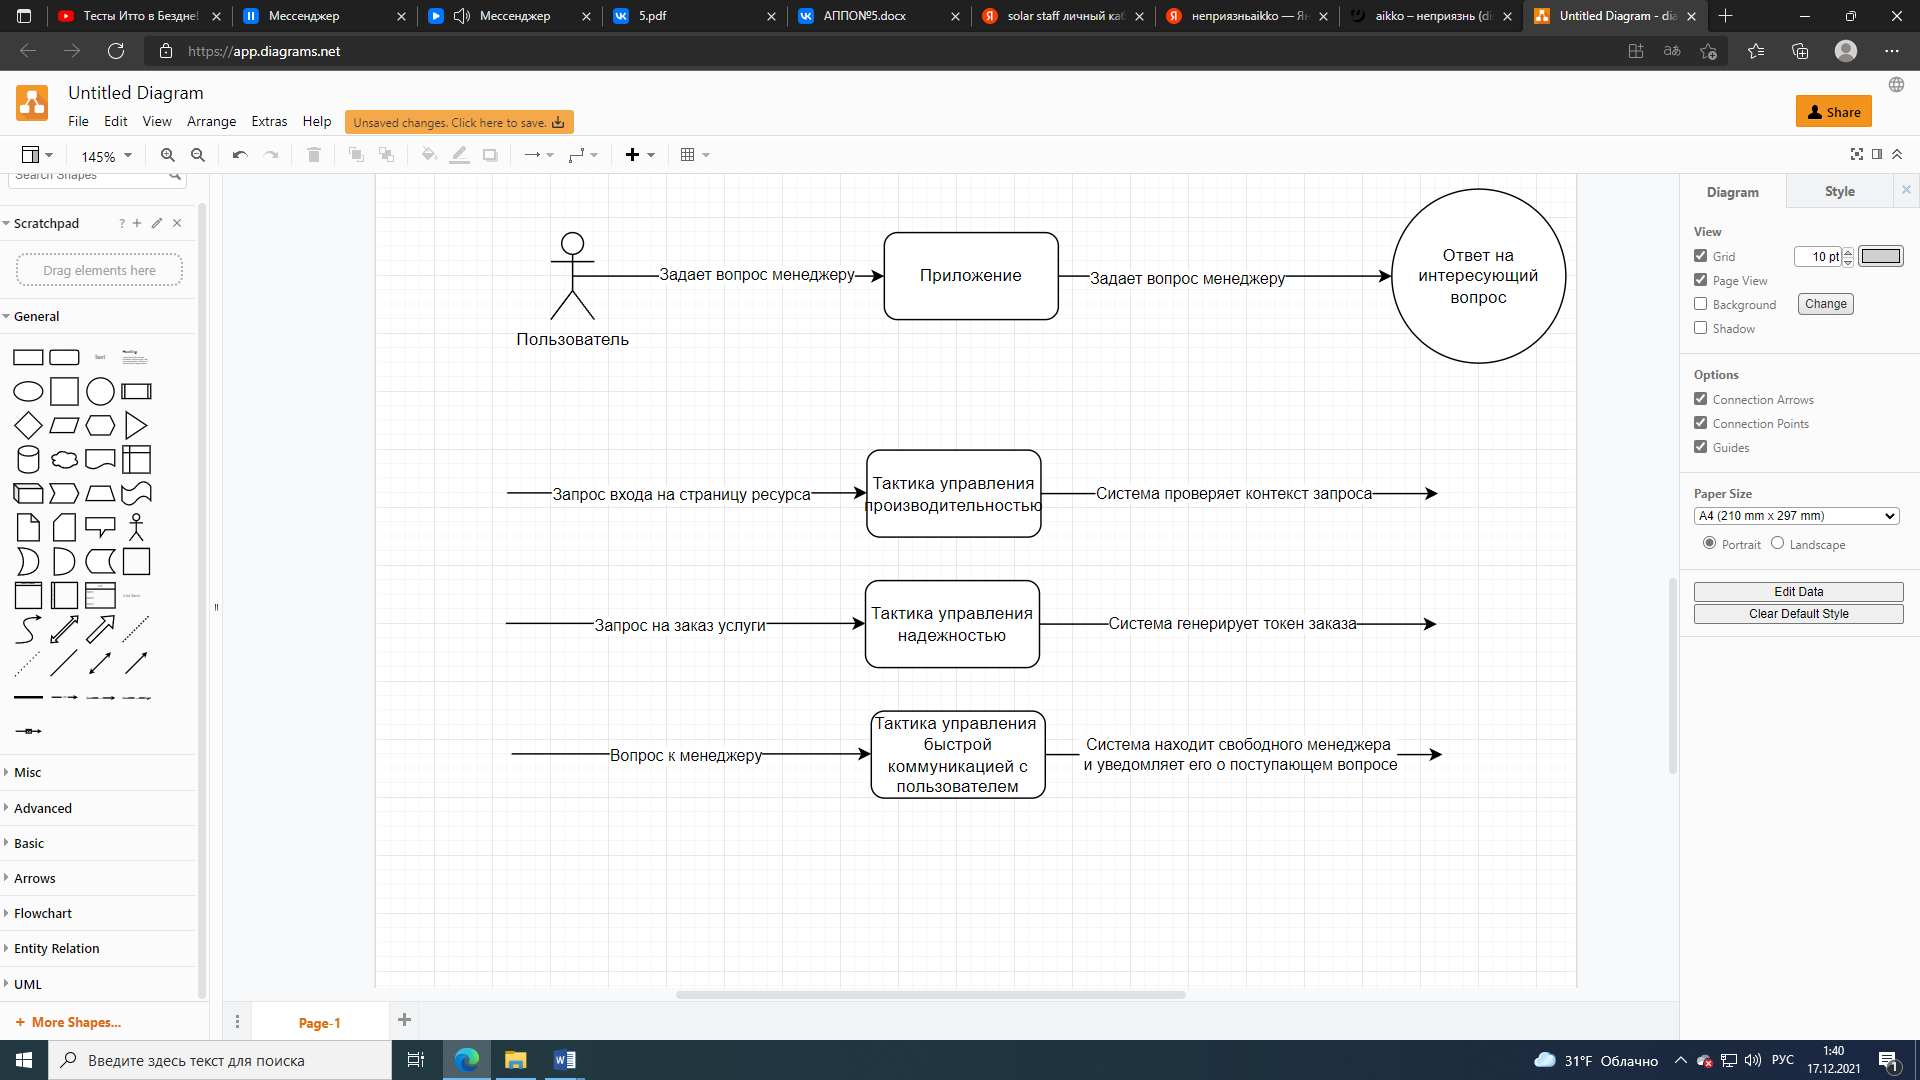 Тесты Итто в Бездне!
Мессенджер
Мессенджер
5.pdf
АППО№5.docx
solar staff личный каб
неприязньaikko — Ян
aikko – неприязнь (di
Untitled Diagram - dia
https://app.diagrams.net
Untitled Diagram
File Edit View Arrange Extras Help
Unsaved changes. Click here to save.
Share
145%
Search Shapes
Scratchpad
Drag elements here
General
Misc
Advanced
Basic
Arrows
Flowchart
Entity Relation
UML
+ More Shapes...
Задает вопрос менеджеру
Приложение
Задает вопрос менеджеру
Ответ на
интересующий
вопрос
Пользователь
Запрос входа на страницу ресурса
Тактика управления
производительностью
Система проверяет контекст запроса
Запрос на заказ услуги
Тактика управления
надежностью
Система генерирует токен заказа
Вопрос к менеджеру
Тактика управления
быстрой
коммуникацией с
пользователем
Система находит свободного менеджера
и уведомляет его о поступающем вопросе
Diagram
Style
View
Grid
10 pt
Page View
Background
Change
Shadow
Options
Connection Arrows
Connection Points
Guides
Paper Size
A4 (210 mm x 297 mm)
Portrait
Landscape
Edit Data
Clear Default Style
Page-1
Введите здесь текст для поиска
31°F Облачно
РУС
1:40
17.12.2021
1